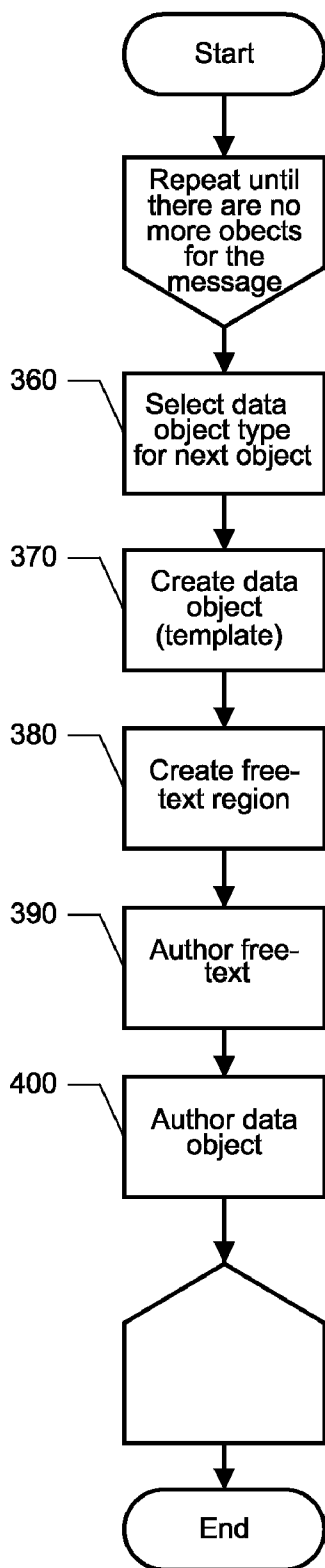 Start
Repeat until
there are no
more obects
for the
message
360
Select data
object type
for next object
370
Create data
object
(template)
380
Create free-
text region
390
Author free-
text
400
Author data
object
End